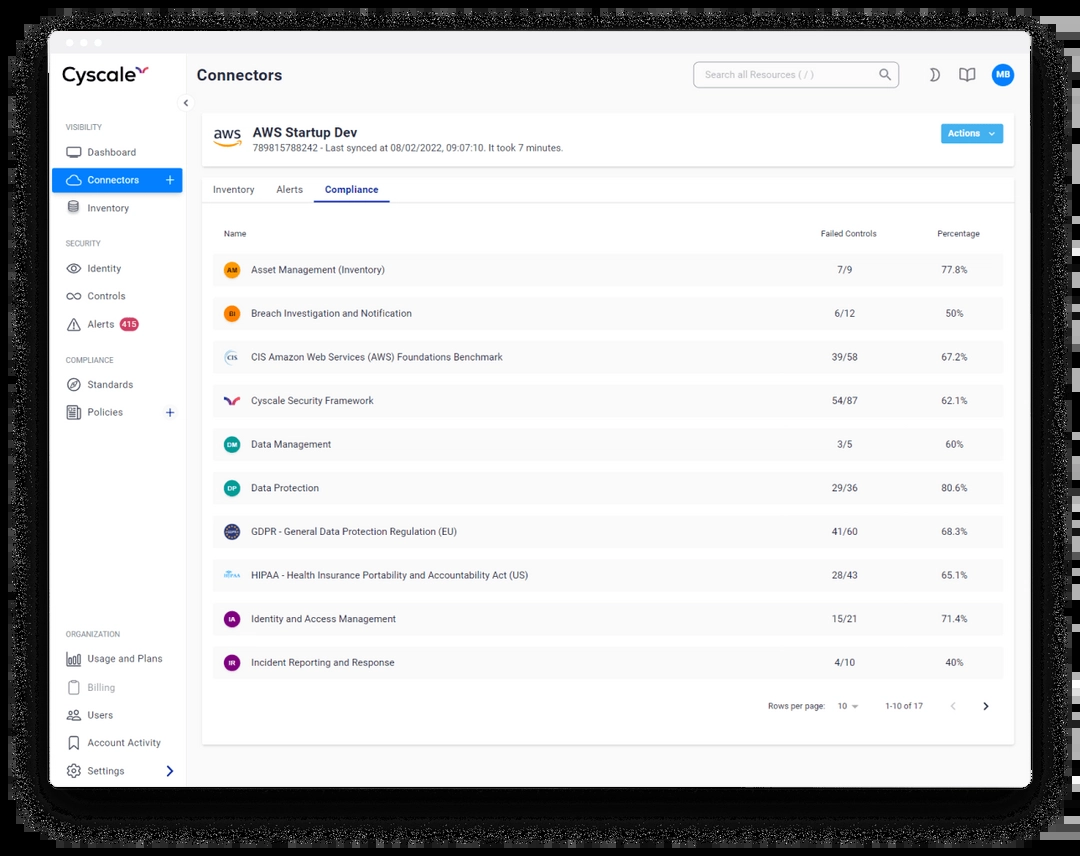 Cyscale
Connectors
Search all Resources ( / )
MB
VISIBILITY
Dashboard
Connectors +
Inventory
SECURITY
Identity
Controls
Alerts 415
COMPLIANCE
Standards
Policies +
ORGANIZATION
Usage and Plans
Billing
Users
Account Activity
Settings
aws
AWS Startup Dev
789815788242 - Last synced at 08/02/2022, 09:07:10. It took 7 minutes.
Actions
Inventory Alerts Compliance
Name Failed Controls Percentage
AM Asset Management (Inventory) 7/9 77.8%
BI Breach Investigation and Notification 6/12 50%
CIS CIS Amazon Web Services (AWS) Foundations Benchmark 39/58 67.2%
Cyscale Security Framework 54/87 62.1%
DM Data Management 3/5 60%
DP Data Protection 29/36 80.6%
GDPR - General Data Protection Regulation (EU) 41/60 68.3%
HIPAA HIPAA - Health Insurance Portability and Accountability Act (US) 28/43 65.1%
IA Identity and Access Management 15/21 71.4%
IR Incident Reporting and Response 4/10 40%
Rows per page: 10 1-10 of 17